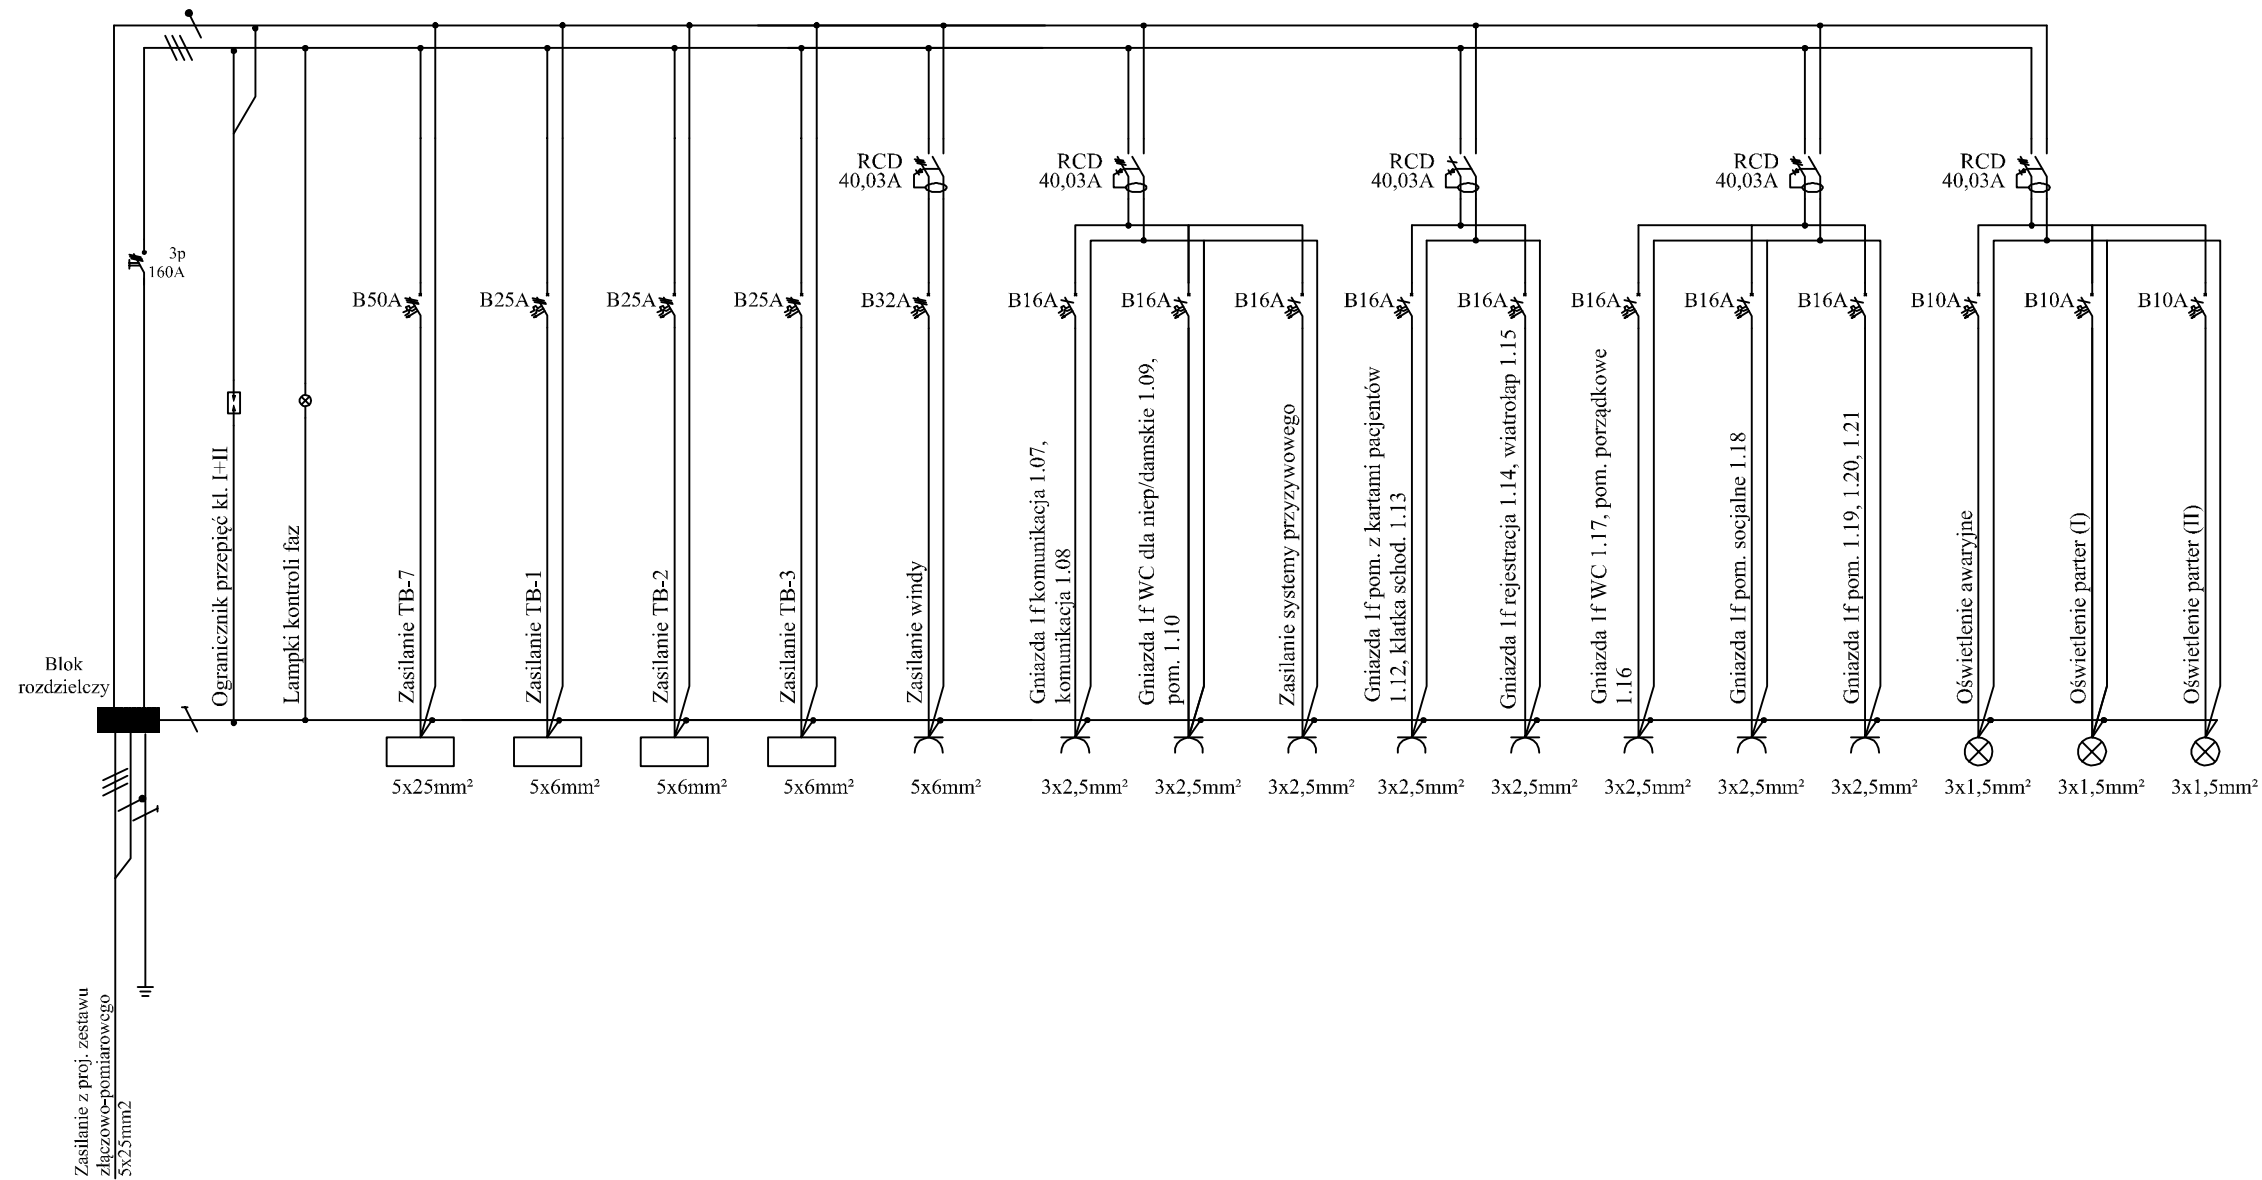 RCD
40,03A
RCD
40,03A
RCD
40,03A
RCD
40,03A
RCD
40,03A
3p
160A
B50A
B25A
B25A
B25A
B32A
B16A
B16A
B16A
B16A
B16A
B16A
B16A
B16A
B10A
B10A
B10A
Ogranicznik przepięć kl. I+II
Lampki kontroli faz
Zasilanie TB-7
Zasilanie TB-1
Zasilanie TB-2
Zasilanie TB-3
Zasilanie windy
Gniazda 1f komunikacja 1.07,
komunikacja 1.08
Gniazda 1f WC dla niep/damskie 1.09,
pom. 1.10
Zasilanie systemy przyzywowego
Gniazda 1f pom. z kartami pacjentów
1.12, klatka schod. 1.13
Gniazda 1f rejestracja 1.14, wiatrołap 1.15
Gniazda 1f WC 1.17, pom. porządkowe
1.16
Gniazda 1f pom. socjalne 1.18
Gniazda 1f pom. 1.19, 1.20, 1.21
Oświetlenie awaryjne
Oświetlenie parter (I)
Oświetlenie parter (II)
Blok
rozdzielczy
5x25mm²
5x6mm²
5x6mm²
5x6mm²
5x6mm²
3x2,5mm²
3x2,5mm²
3x2,5mm²
3x2,5mm²
3x2,5mm²
3x2,5mm²
3x2,5mm²
3x2,5mm²
3x1,5mm²
3x1,5mm²
3x1,5mm²
Zasilanie z proj. zestawu
złączowo-pomiarowego
5x25mm2